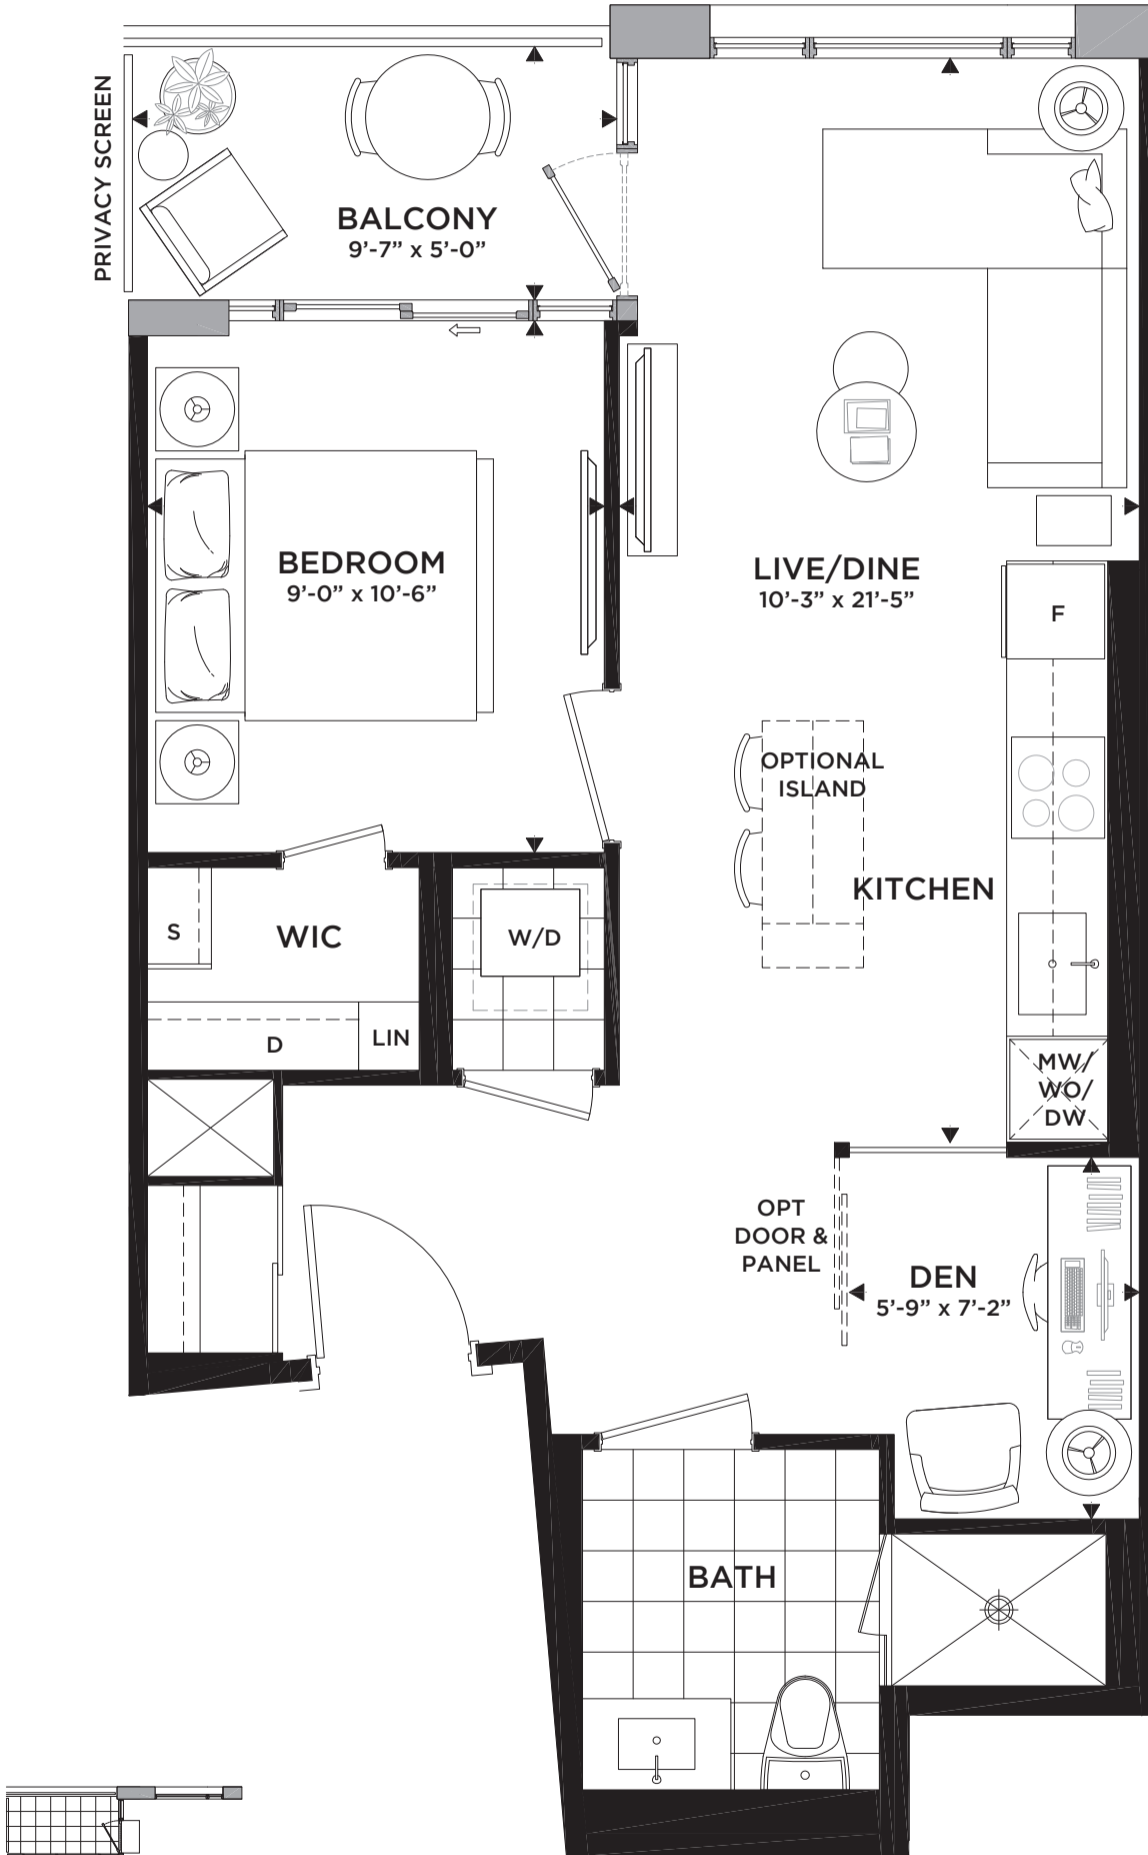 PRIVACY SCREEN
BALCONY
9’-7” x 5’-0”
BEDROOM
9’-0” x 10’-6”
LIVE/DINE
10’-3” x 21’-5”
F
OPTIONAL
ISLAND
KITCHEN
S
WIC
W/D
D
LIN
MW/
WO/
DW
OPT
DOOR &
PANEL
DEN
5’-9” x 7’-2”
BATH